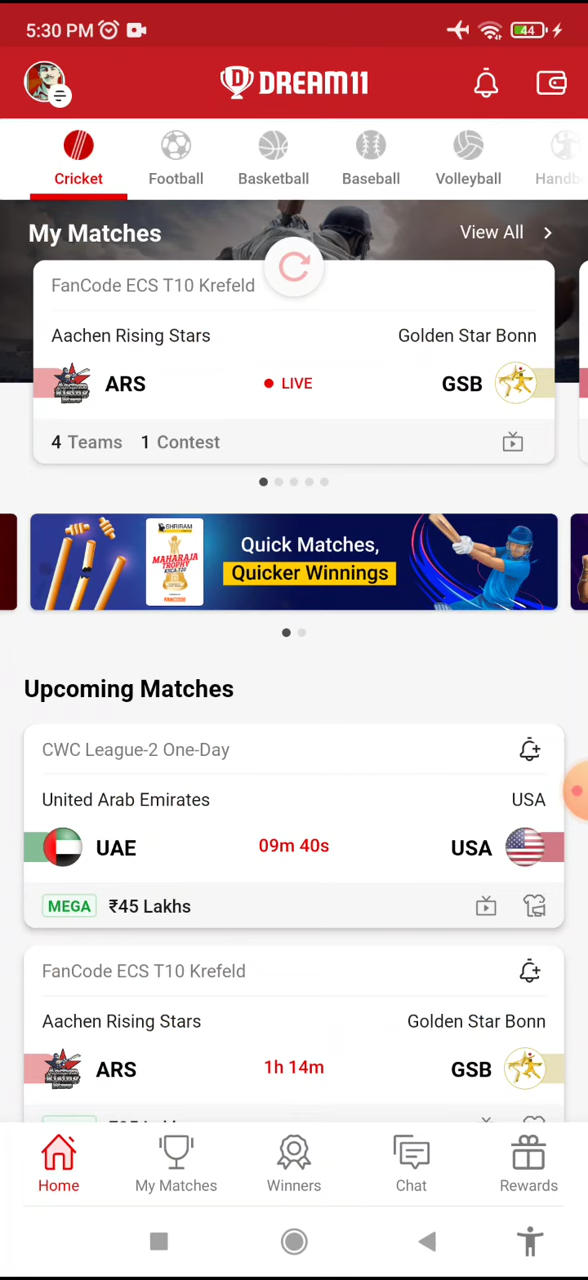 5:30 PM
44
DREAM11
Cricket
Football
Basketball
Baseball
Volleyball
Handb
My Matches
View All
FanCode ECS T10 Krefeld
Aachen Rising Stars
Golden Star Bonn
ARS
LIVE
GSB
4 Teams 1 Contest
SHRIRAM
MAHARAJA
TROPHY
Quick Matches,
Quicker Winnings
Upcoming Matches
CWC League-2 One-Day
United Arab Emirates
USA
UAE
09m 40s
USA
MEGA ₹45 Lakhs
FanCode ECS T10 Krefeld
Aachen Rising Stars
Golden Star Bonn
ARS
1h 14m
GSB
Home
My Matches
Winners
Chat
Rewards